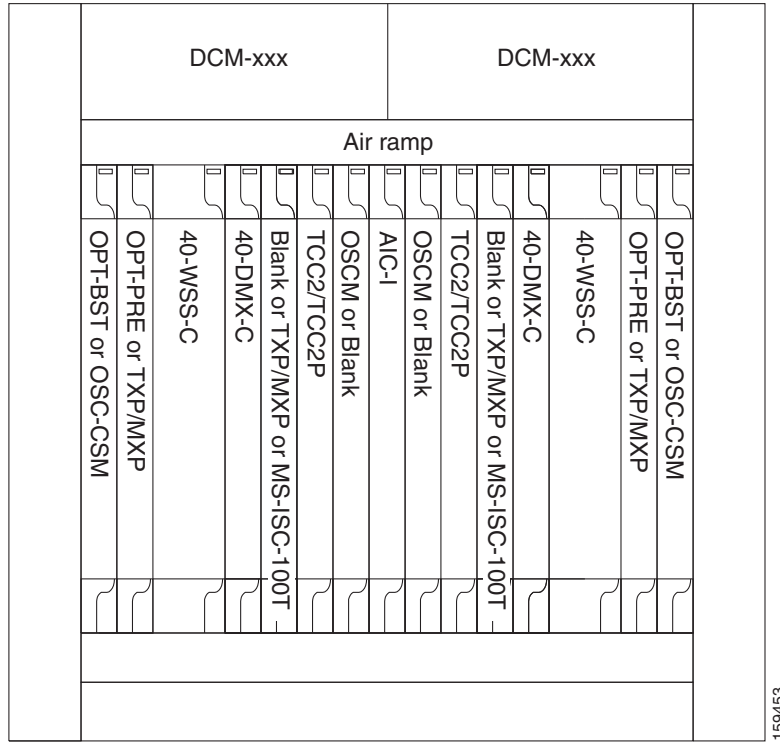 DCM-xxx
DCM-xxx
Air ramp
OPT-BST or OSC-CSM
OPT-PRE or TXP/MXP
40-WSS-C
40-DMX-C
Blank or TXP/MXP or MS-ISC-100T
TCC2/TCC2P
OSCM or Blank
AIC-I
OSCM or Blank
TCC2/TCC2P
Blank or TXP/MXP or MS-ISC-100T
40-DMX-C
40-WSS-C
OPT-PRE or TXP/MXP
OPT-BST or OSC-CSM
159453